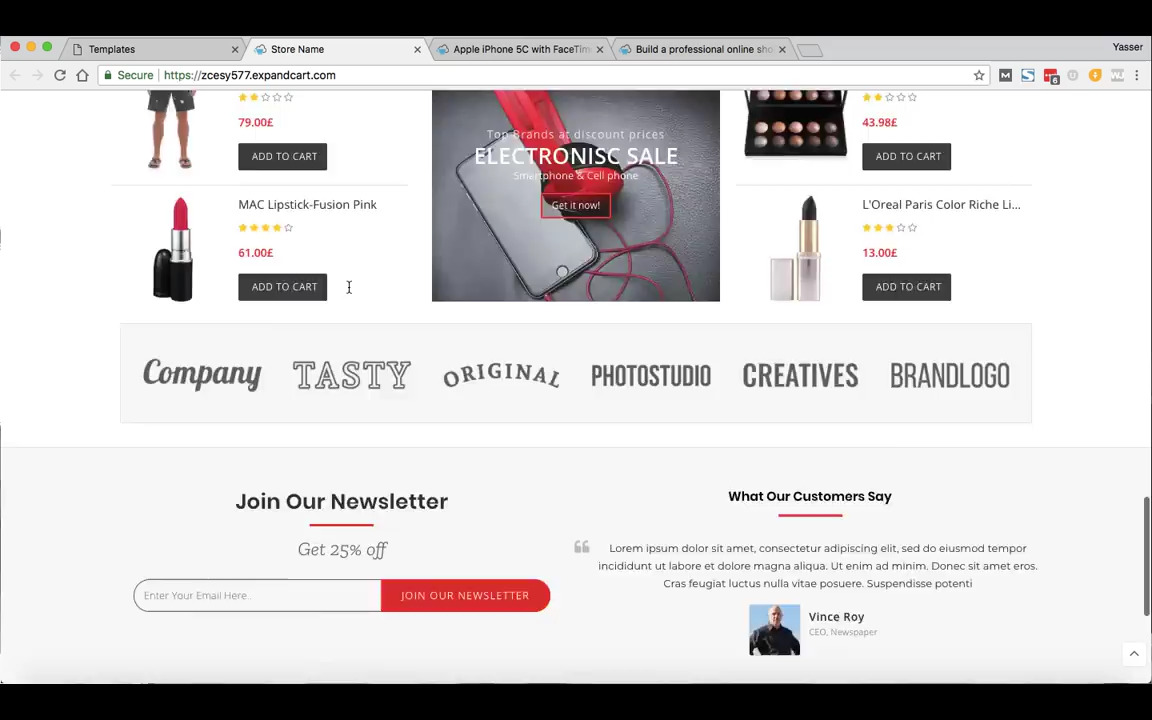 Templates
Store Name
Apple iPhone 5C with FaceTim
Build a professional online sho
Yasser
Secure
https://zcesy577.expandcart.com
6
79.00£
ADD TO CART
MAC Lipstick-Fusion Pink
61.00£
ADD TO CART
Top Brands at discount prices
ELECTRONISC SALE
Smartphone & Cell phone
Get it now!
43.98£
ADD TO CART
L'Oreal Paris Color Riche Li...
13.00£
ADD TO CART
Company
TASTY
ORIGINAL
PHOTOSTUDIO
CREATIVES
BRANDLOGO
Join Our Newsletter
Get 25% off
Enter Your Email Here..
JOIN OUR NEWSLETTER
What Our Customers Say
Lorem ipsum dolor sit amet, consectetur adipiscing elit, sed do eiusmod tempor
incididunt ut labore et dolore magna aliqua. Ut enim ad minim. Donec sit amet eros.
Cras feugiat luctus nulla vitae posuere. Suspendisse potenti
Vince Roy
CEO, Newspaper